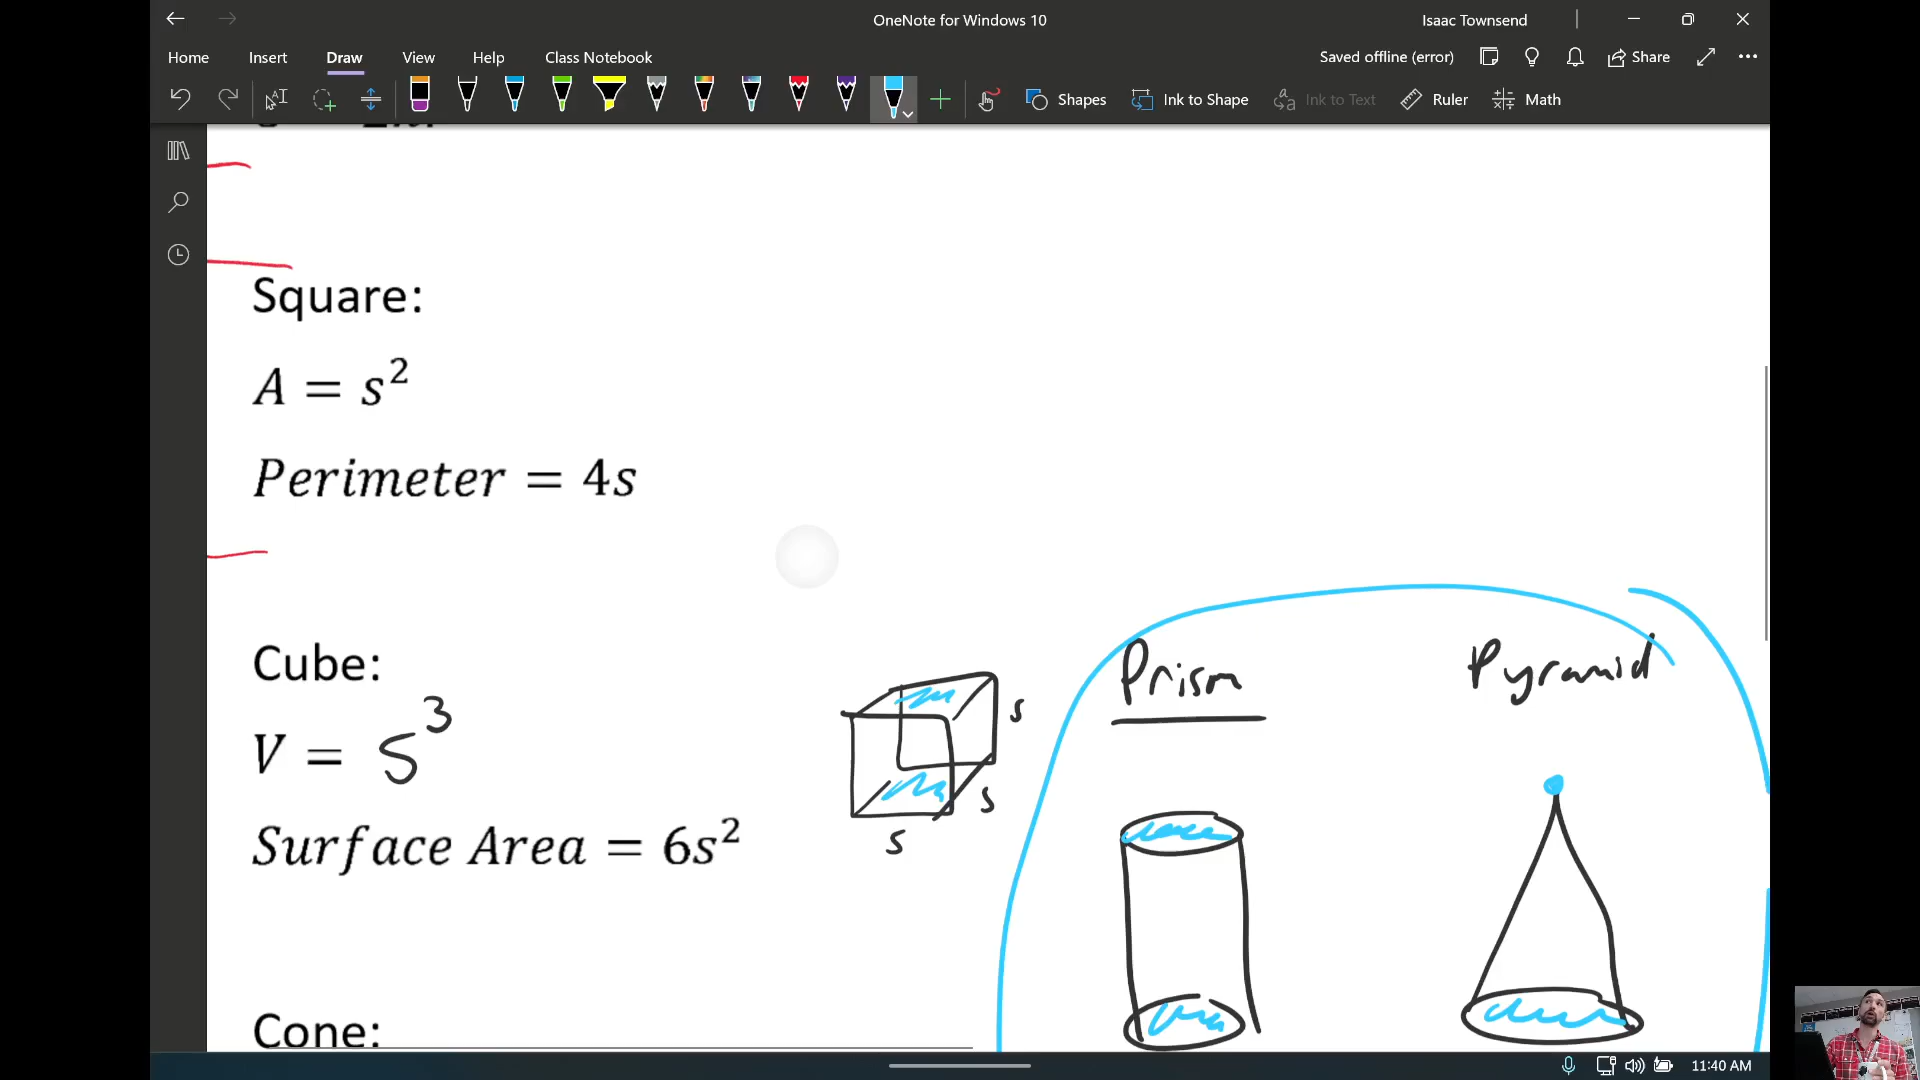 OneNote for Windows 10
Isaac Townsend
Home Insert Draw View Help Class Notebook
Saved offline (error) Share
Shapes Ink to Shape Ink to Text Ruler Math
Square:
A = s²
Perimeter = 4s
Cube:
V = s³
Surface Area = 6s²
s
s
s
Prism
Pyramid
Cone:
11:40 AM